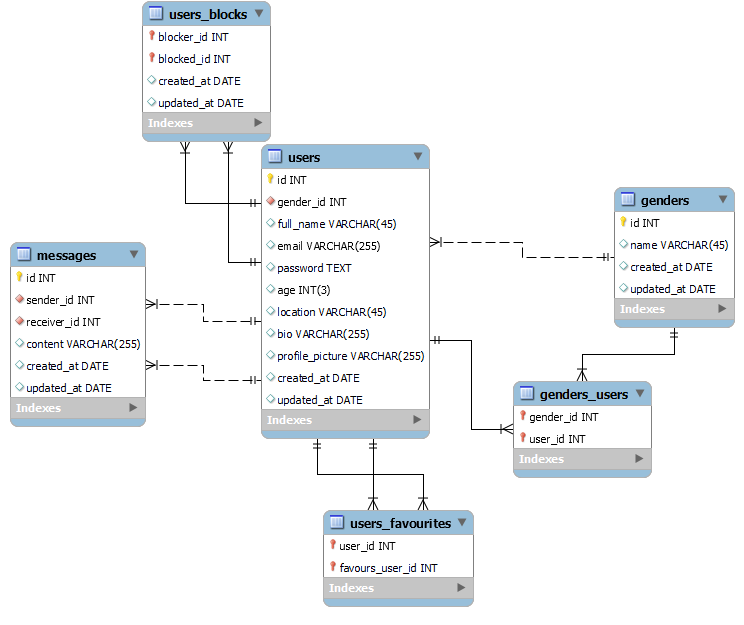 users_blocks
blocker_id INT
blocked_id INT
created_at DATE
updated_at DATE
Indexes
users
id INT
gender_id INT
full_name VARCHAR(45)
email VARCHAR(255)
password TEXT
age INT(3)
location VARCHAR(45)
bio VARCHAR(255)
profile_picture VARCHAR(255)
created_at DATE
updated_at DATE
Indexes
genders
id INT
name VARCHAR(45)
created_at DATE
updated_at DATE
Indexes
messages
id INT
sender_id INT
receiver_id INT
content VARCHAR(255)
created_at DATE
updated_at DATE
Indexes
genders_users
gender_id INT
user_id INT
Indexes
users_favourites
user_id INT
favours_user_id INT
Indexes